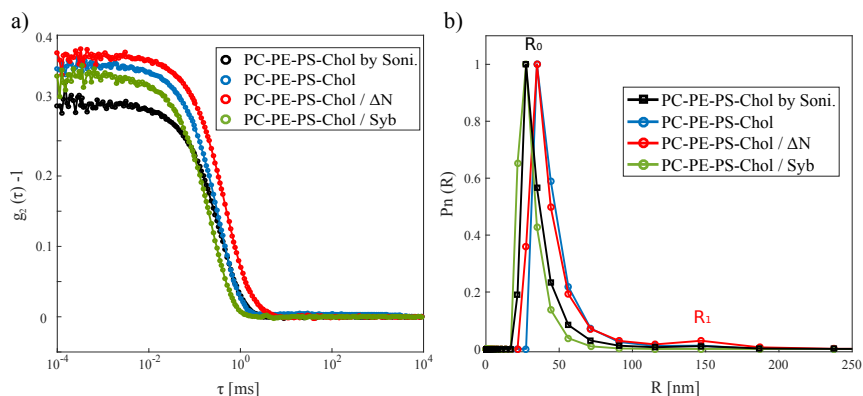 a)
0.4
0.3
0.2
0.1
0
g₂ (τ) -1
10⁻⁴
10⁻²
10⁰
10²
10⁴
τ [ms]
PC-PE-PS-Chol by Soni.
PC-PE-PS-Chol
PC-PE-PS-Chol / ΔN
PC-PE-PS-Chol / Syb
b)
R₀
1
0.8
0.6
0.4
0.2
0
Pn (R)
0
50
100
150
200
250
R [nm]
PC-PE-PS-Chol by Soni.
PC-PE-PS-Chol
PC-PE-PS-Chol / ΔN
PC-PE-PS-Chol / Syb
R₁